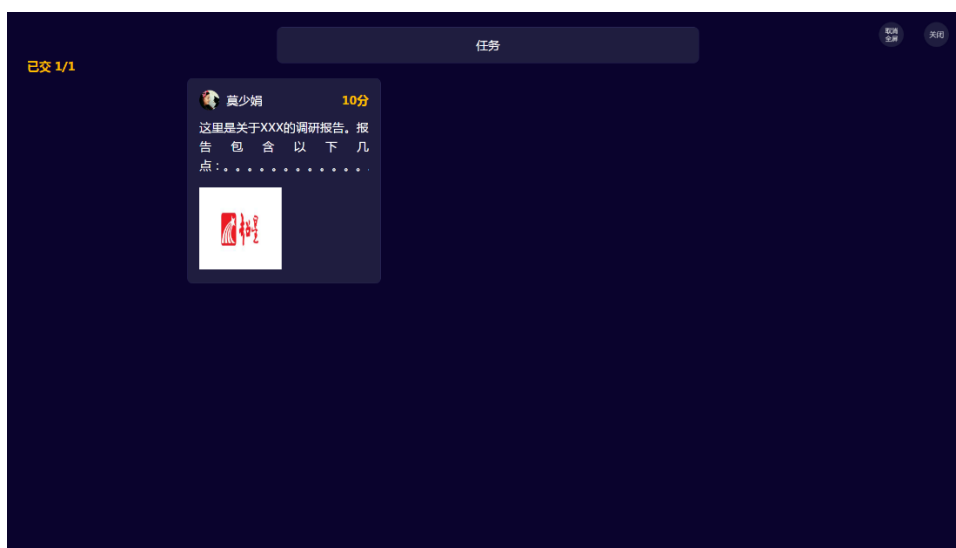 任务
取消
全屏
关闭
已交 1/1
莫少娟
10分
这里是关于XXX的调研报告。报
告包含以下几
点：。。。。。。。。。。。。